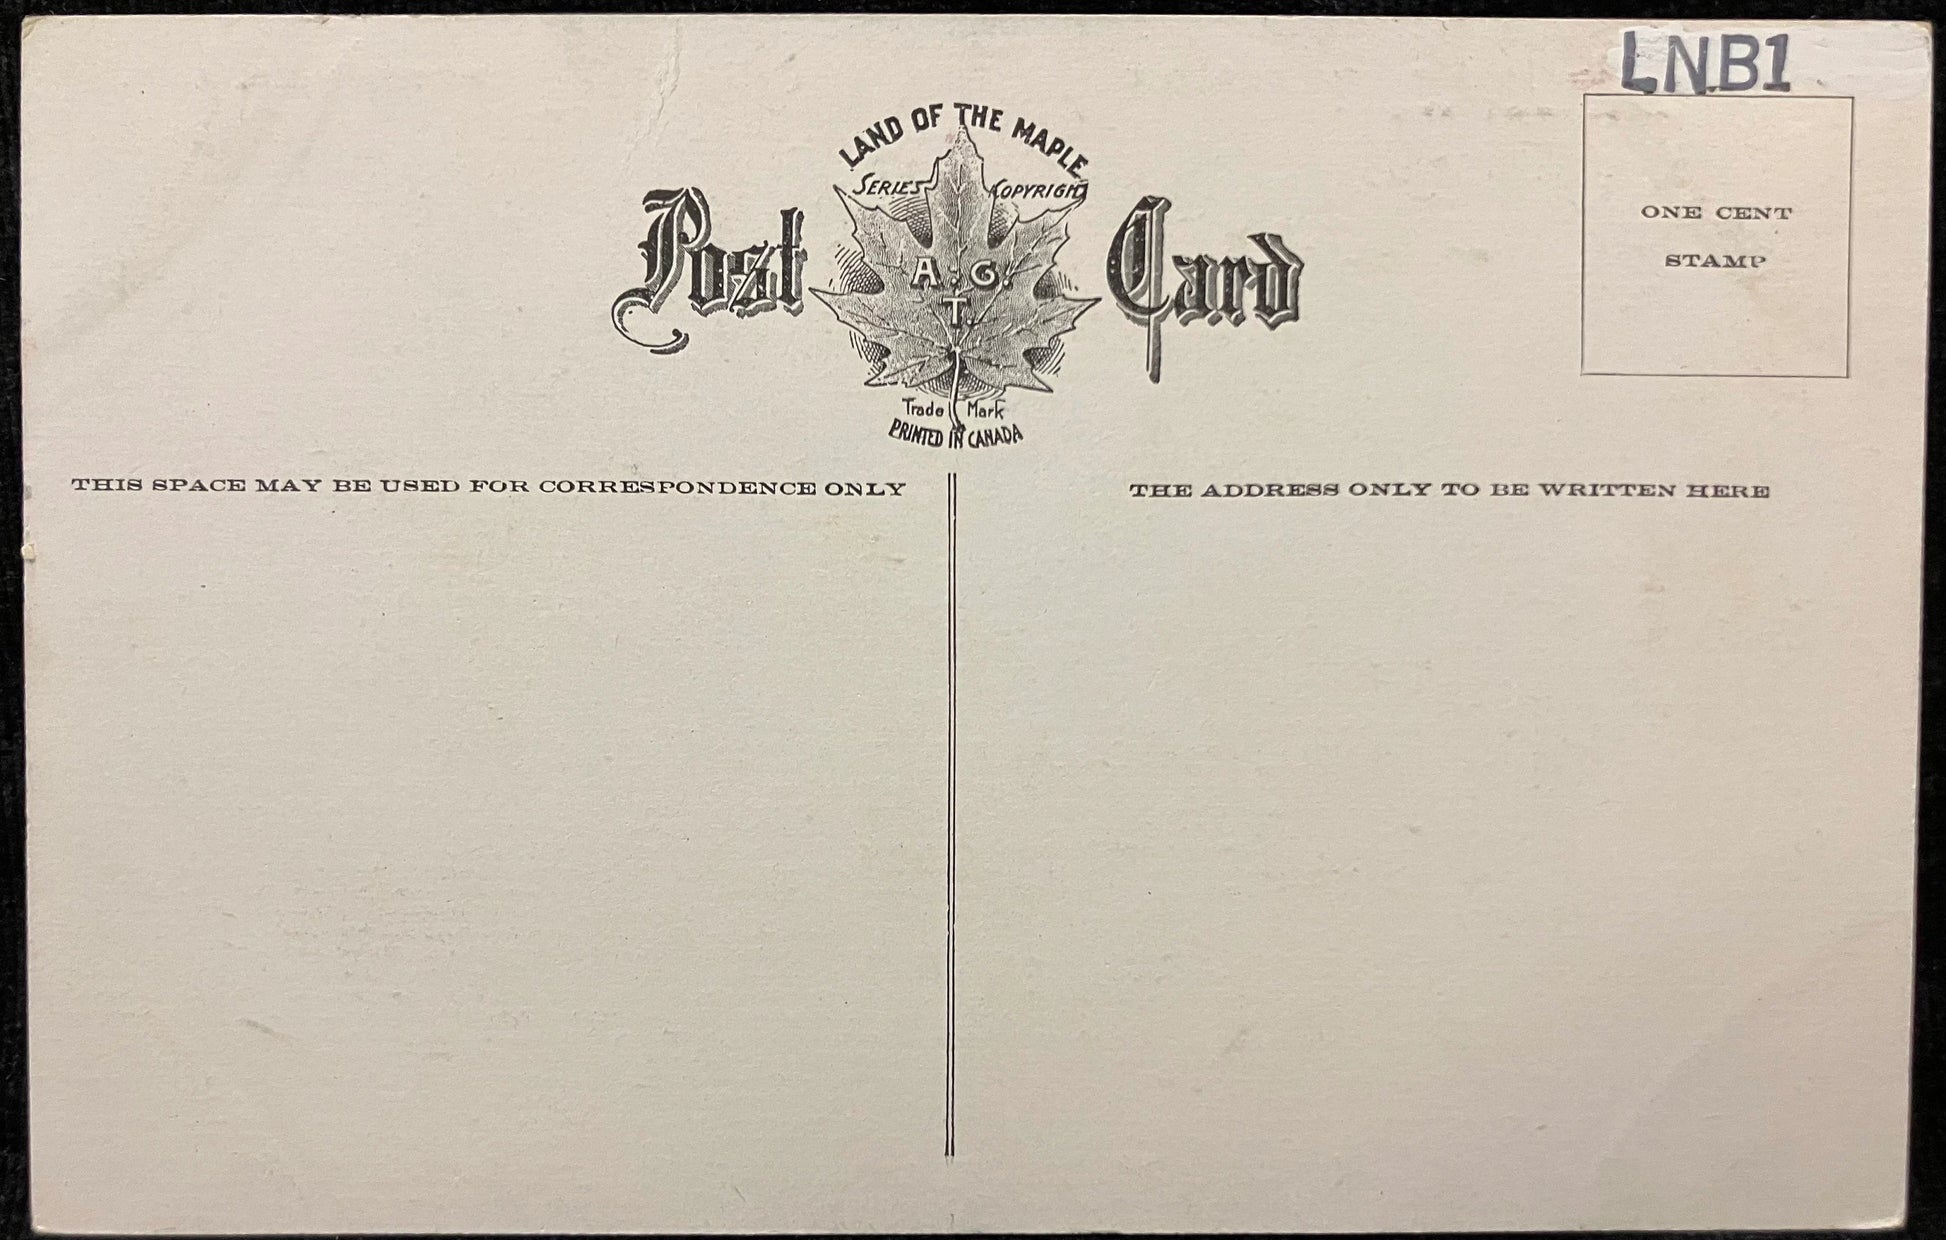 LNB1
LAND OF THE MAPLE
SERIES COPYRIGHT
Post Card
A. G.
T.
ONE CENT
STAMP
Trade Mark
PRINTED IN CANADA
THIS SPACE MAY BE USED FOR CORRESPONDENCE ONLY
THE ADDRESS ONLY TO BE WRITTEN HERE